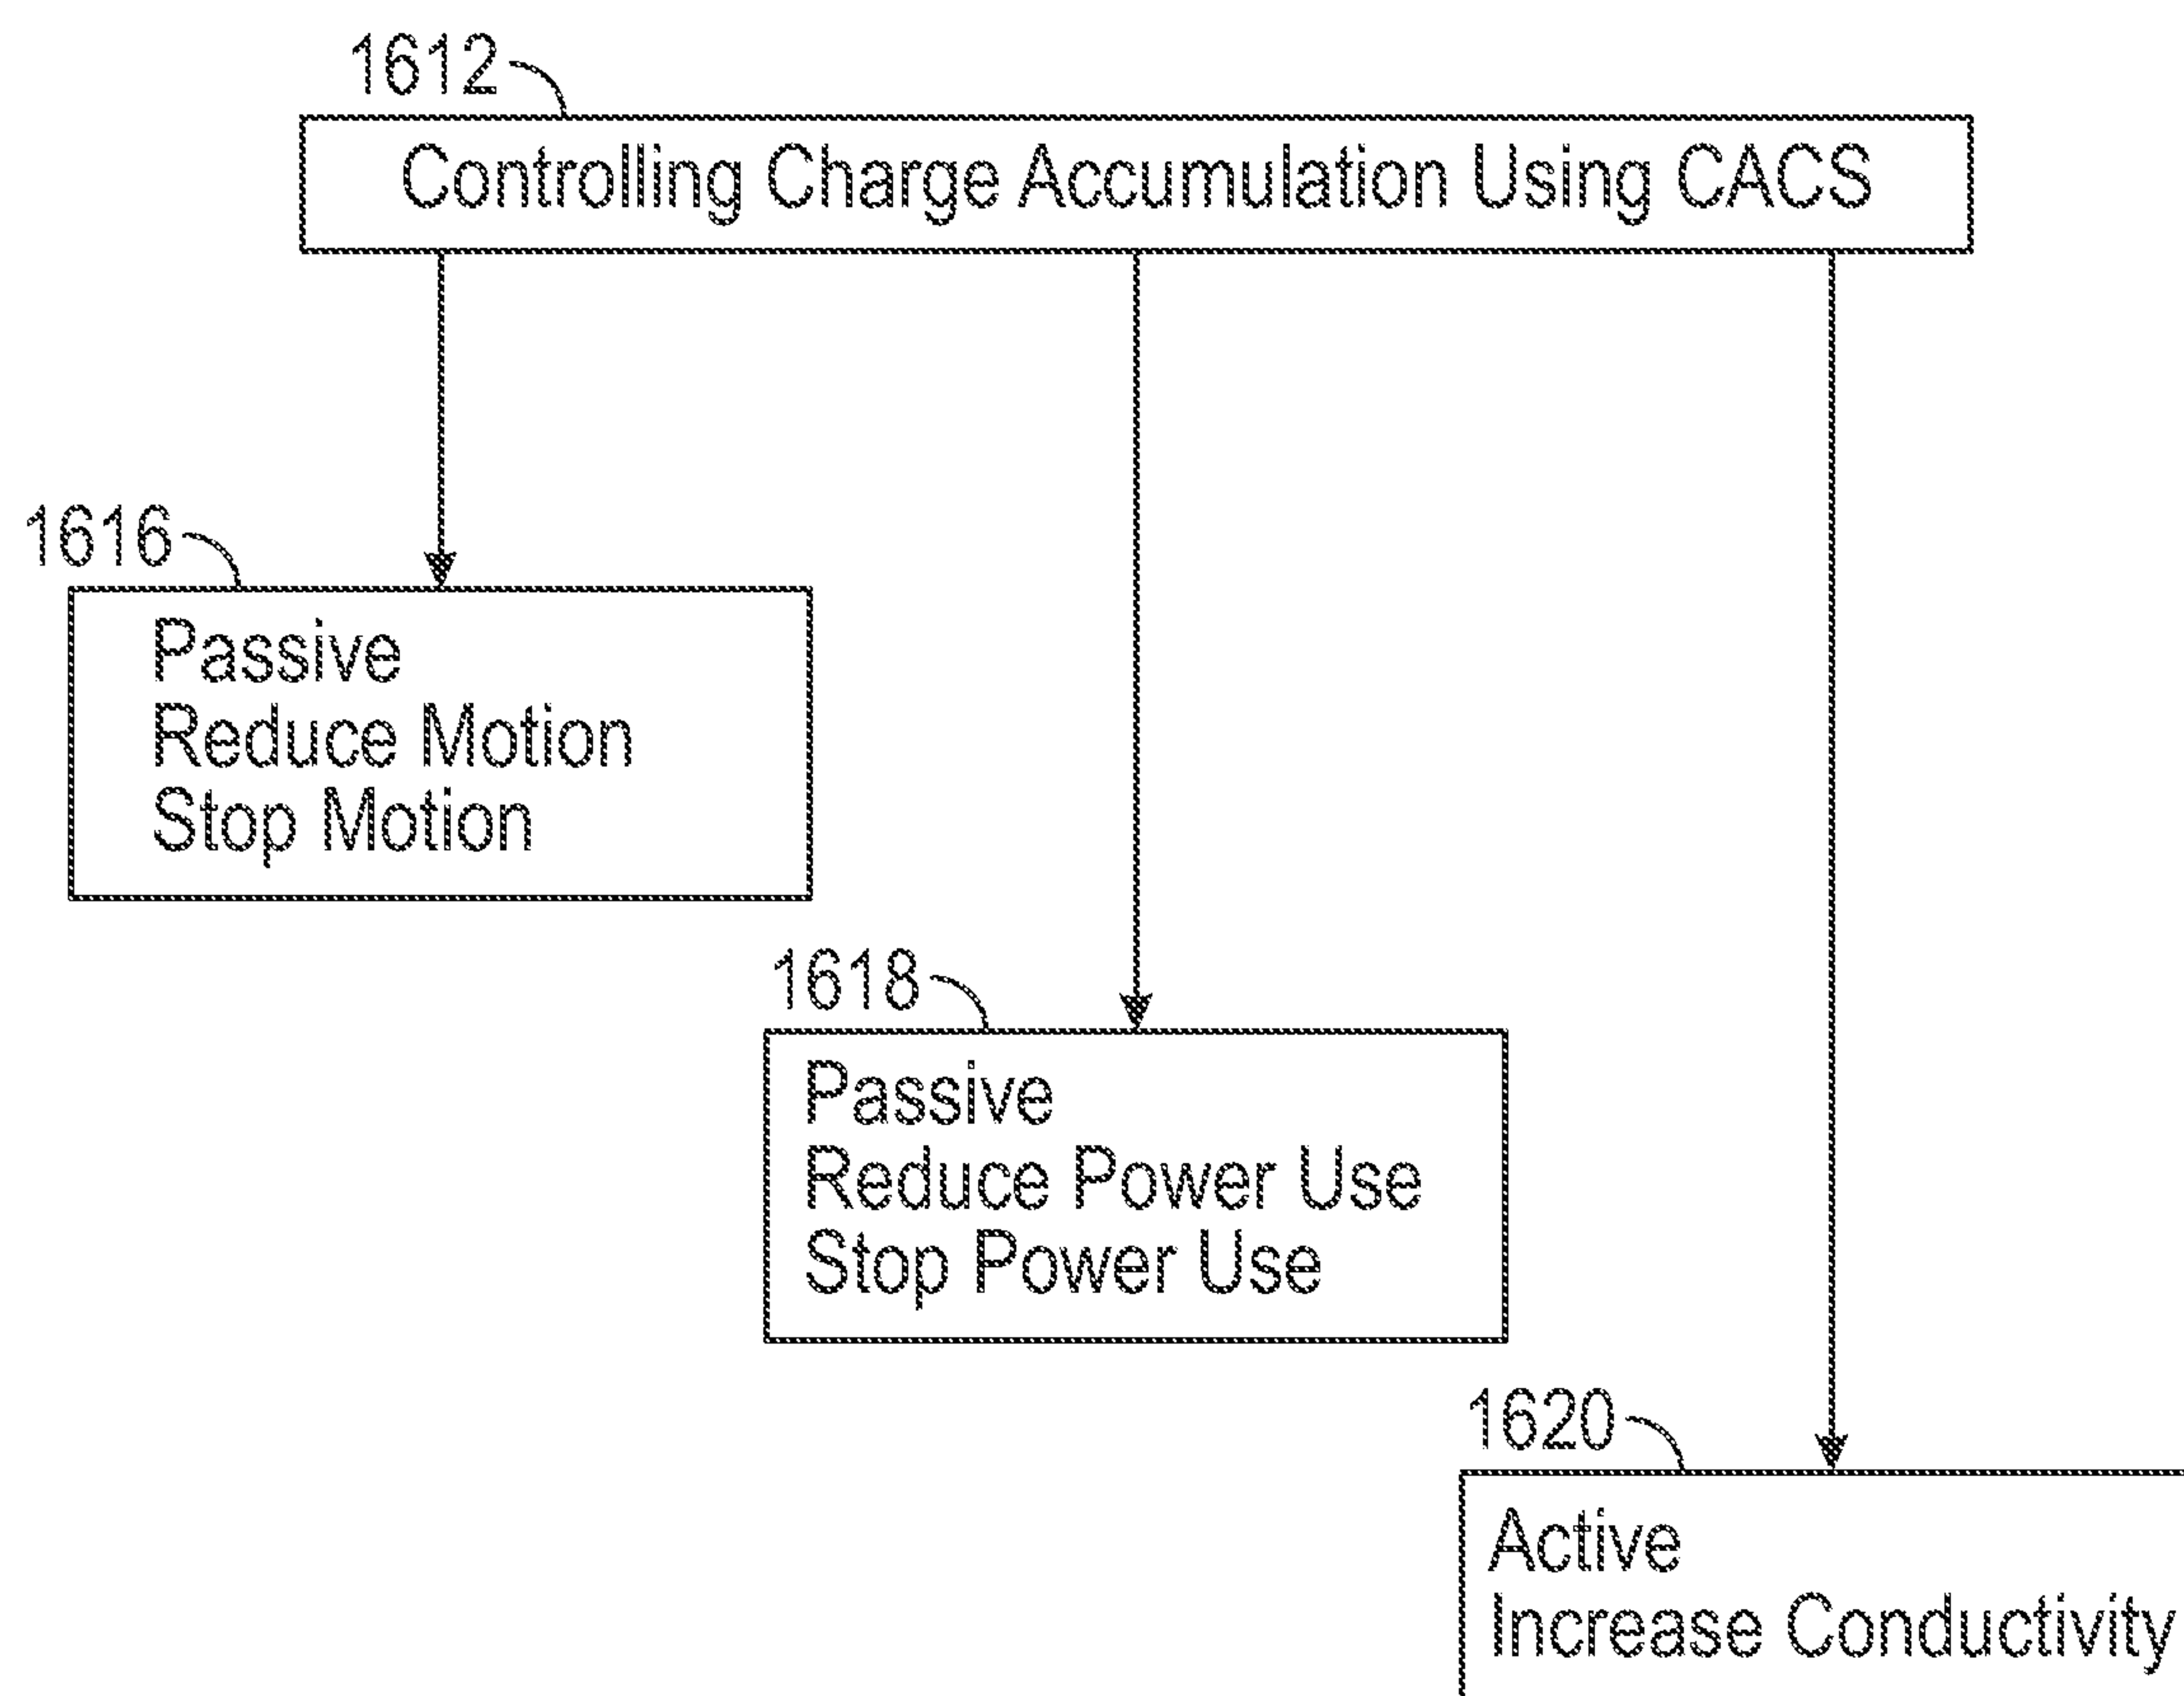 1612
Controlling Charge Accumulation Using CACS
1616
Passive
Reduce Motion
Stop Motion
1618
Passive
Reduce Power Use
Stop Power Use
1620
Active
Increase Conductivity